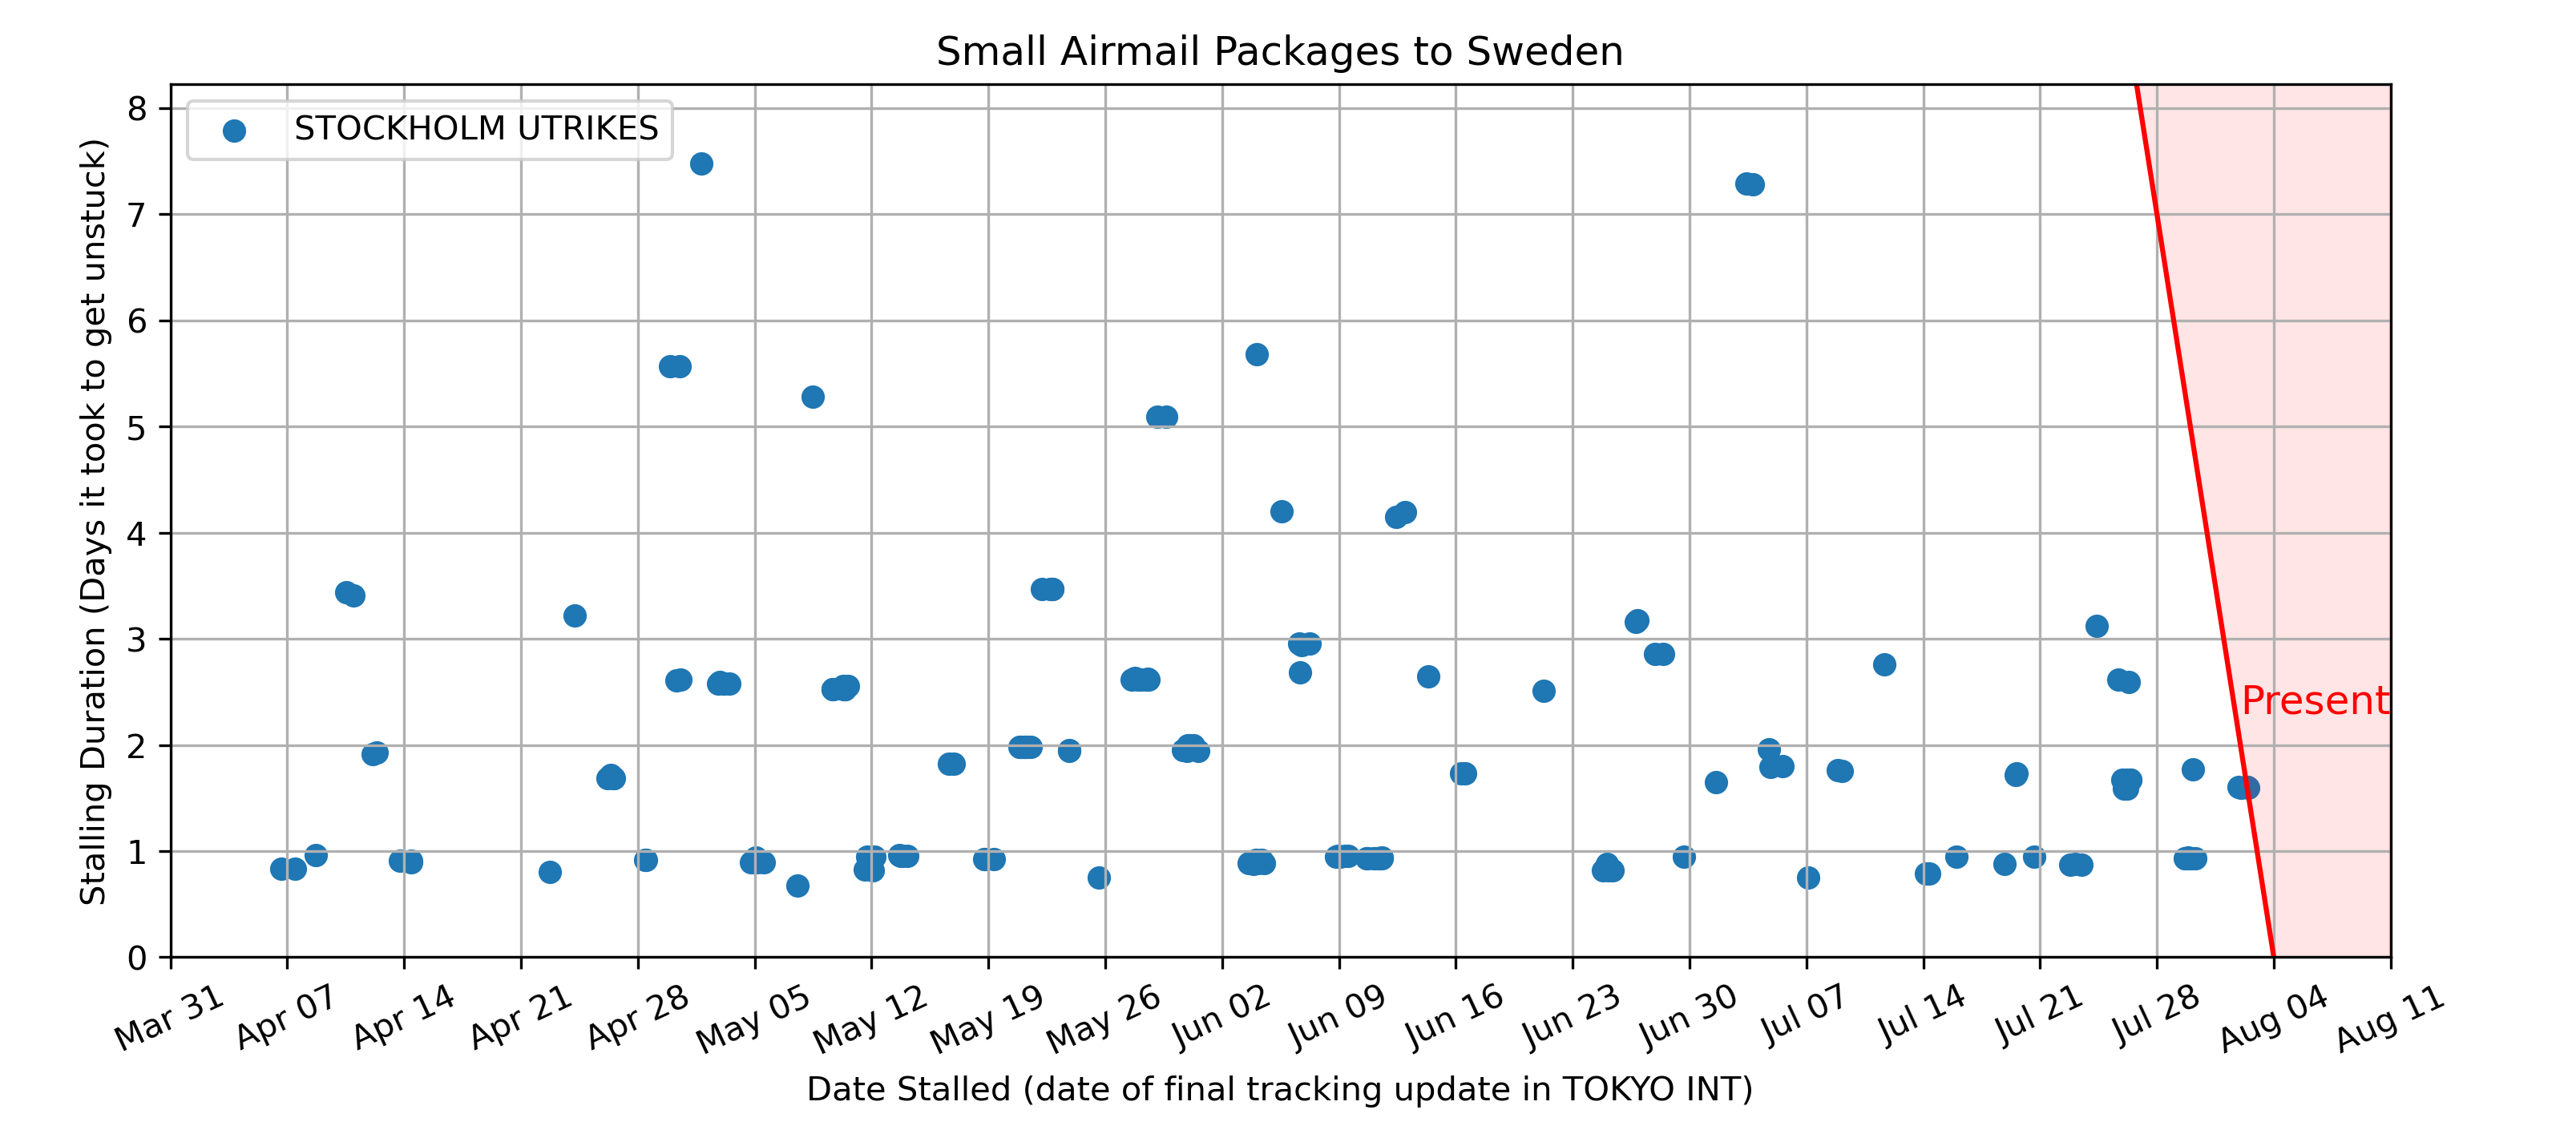 Small Airmail Packages to Sweden
STOCKHOLM UTRIKES
Stalling Duration (Days it took to get unstuck)
8
7
6
5
4
3
2
1
0
Present
Mar 31 Apr 07 Apr 14 Apr 21 Apr 28 May 05 May 12 May 19 May 26 Jun 02 Jun 09 Jun 16 Jun 23 Jun 30 Jul 07 Jul 14 Jul 21 Jul 28 Aug 04 Aug 11
Date Stalled (date of final tracking update in TOKYO INT)